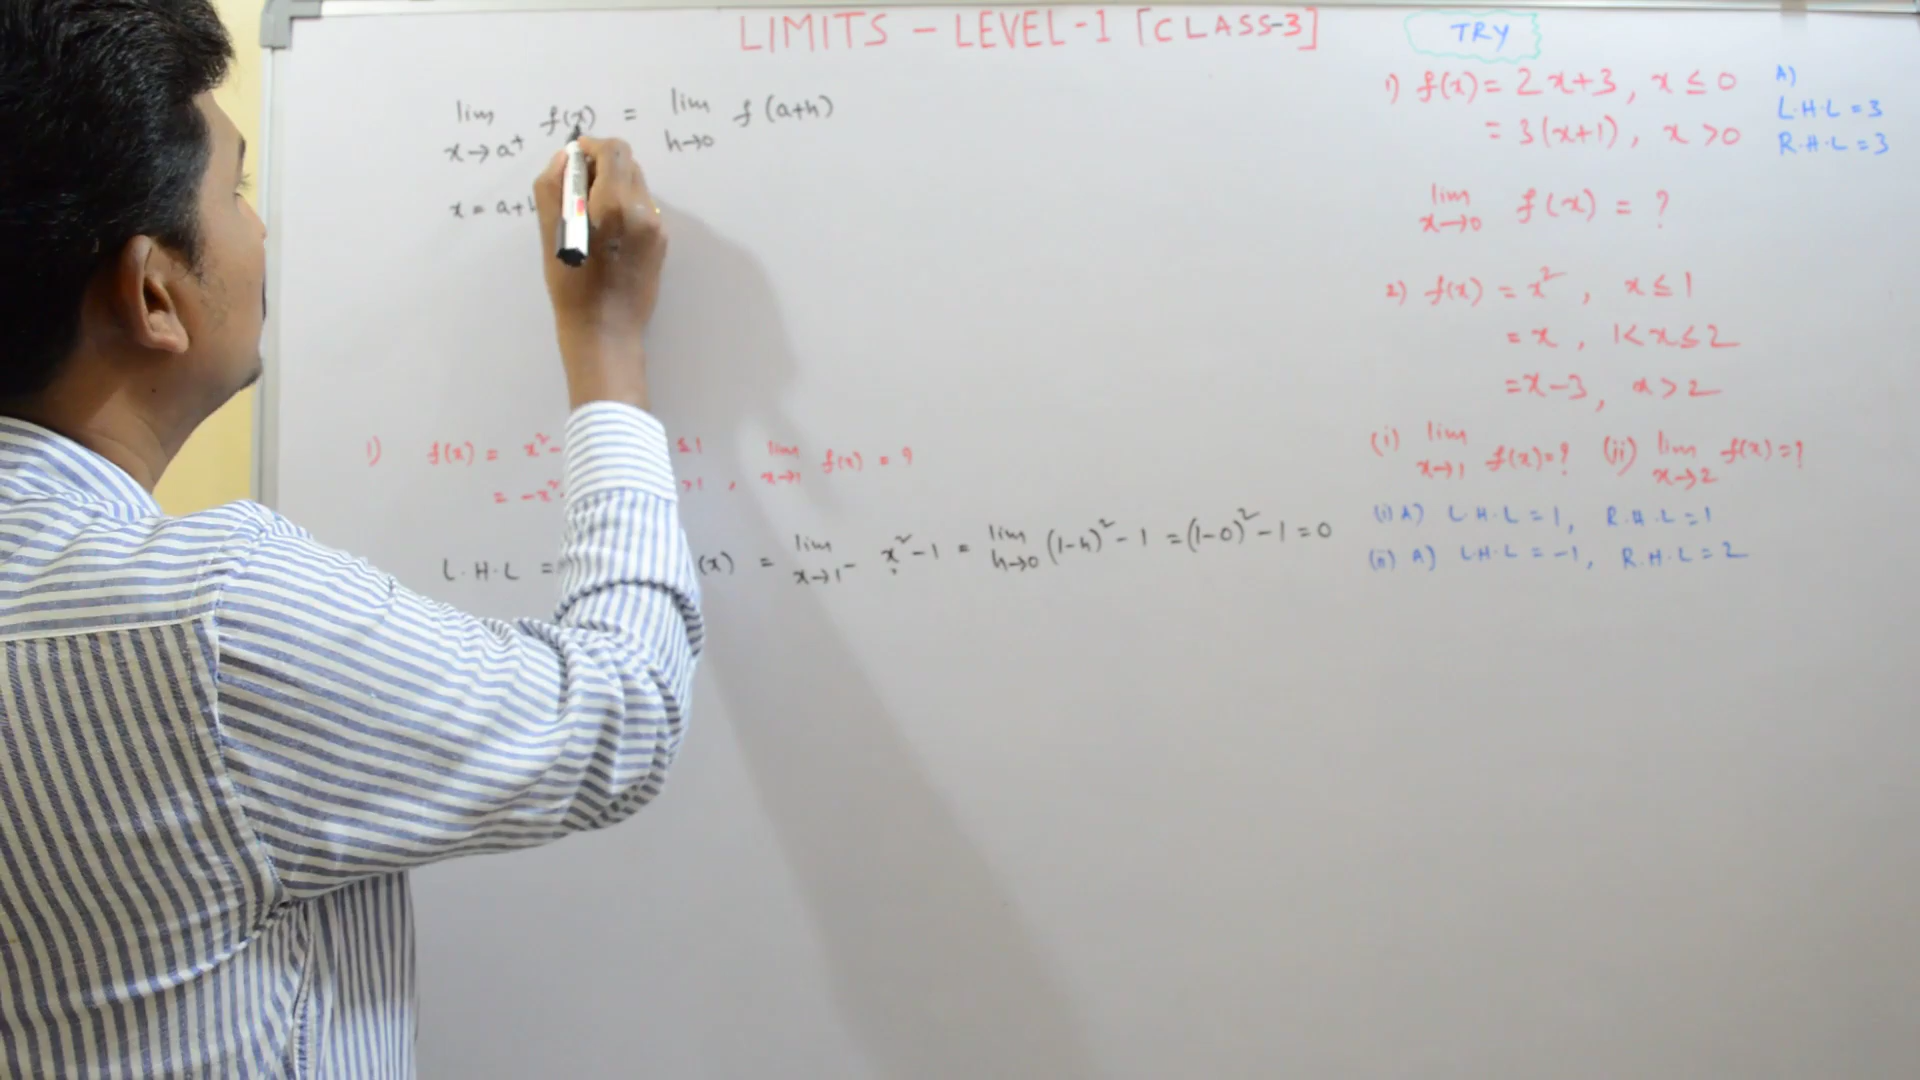 LIMITS – LEVEL-1 [CLASS-3]
lim f(x) = lim f(a+h)
x→a⁺ h→0
x = a+
1) f(x) = x²- ≤1 lim f(x) = ?
= -x² >1 , x→1
L.H.L = (x) = lim x²-1 = lim (1-h)²-1 = (1-0)²-1 = 0
x→1⁻ h→0
TRY
1) f(x) = 2x+3, x ≤ 0
= 3(x+1), x >0
A)
L.H.L = 3
R.H.L = 3
lim f(x) = ?
x→0
2) f(x) = x² , x ≤ 1
= x , 1< x ≤ 2
= x-3, x > 2
(i) lim f(x)=? (ii) lim f(x)=?
x→1 x→2
(i) A) L.H.L = 1, R.H.L = 1
(ii) A) L.H.L = -1, R.H.L = 2